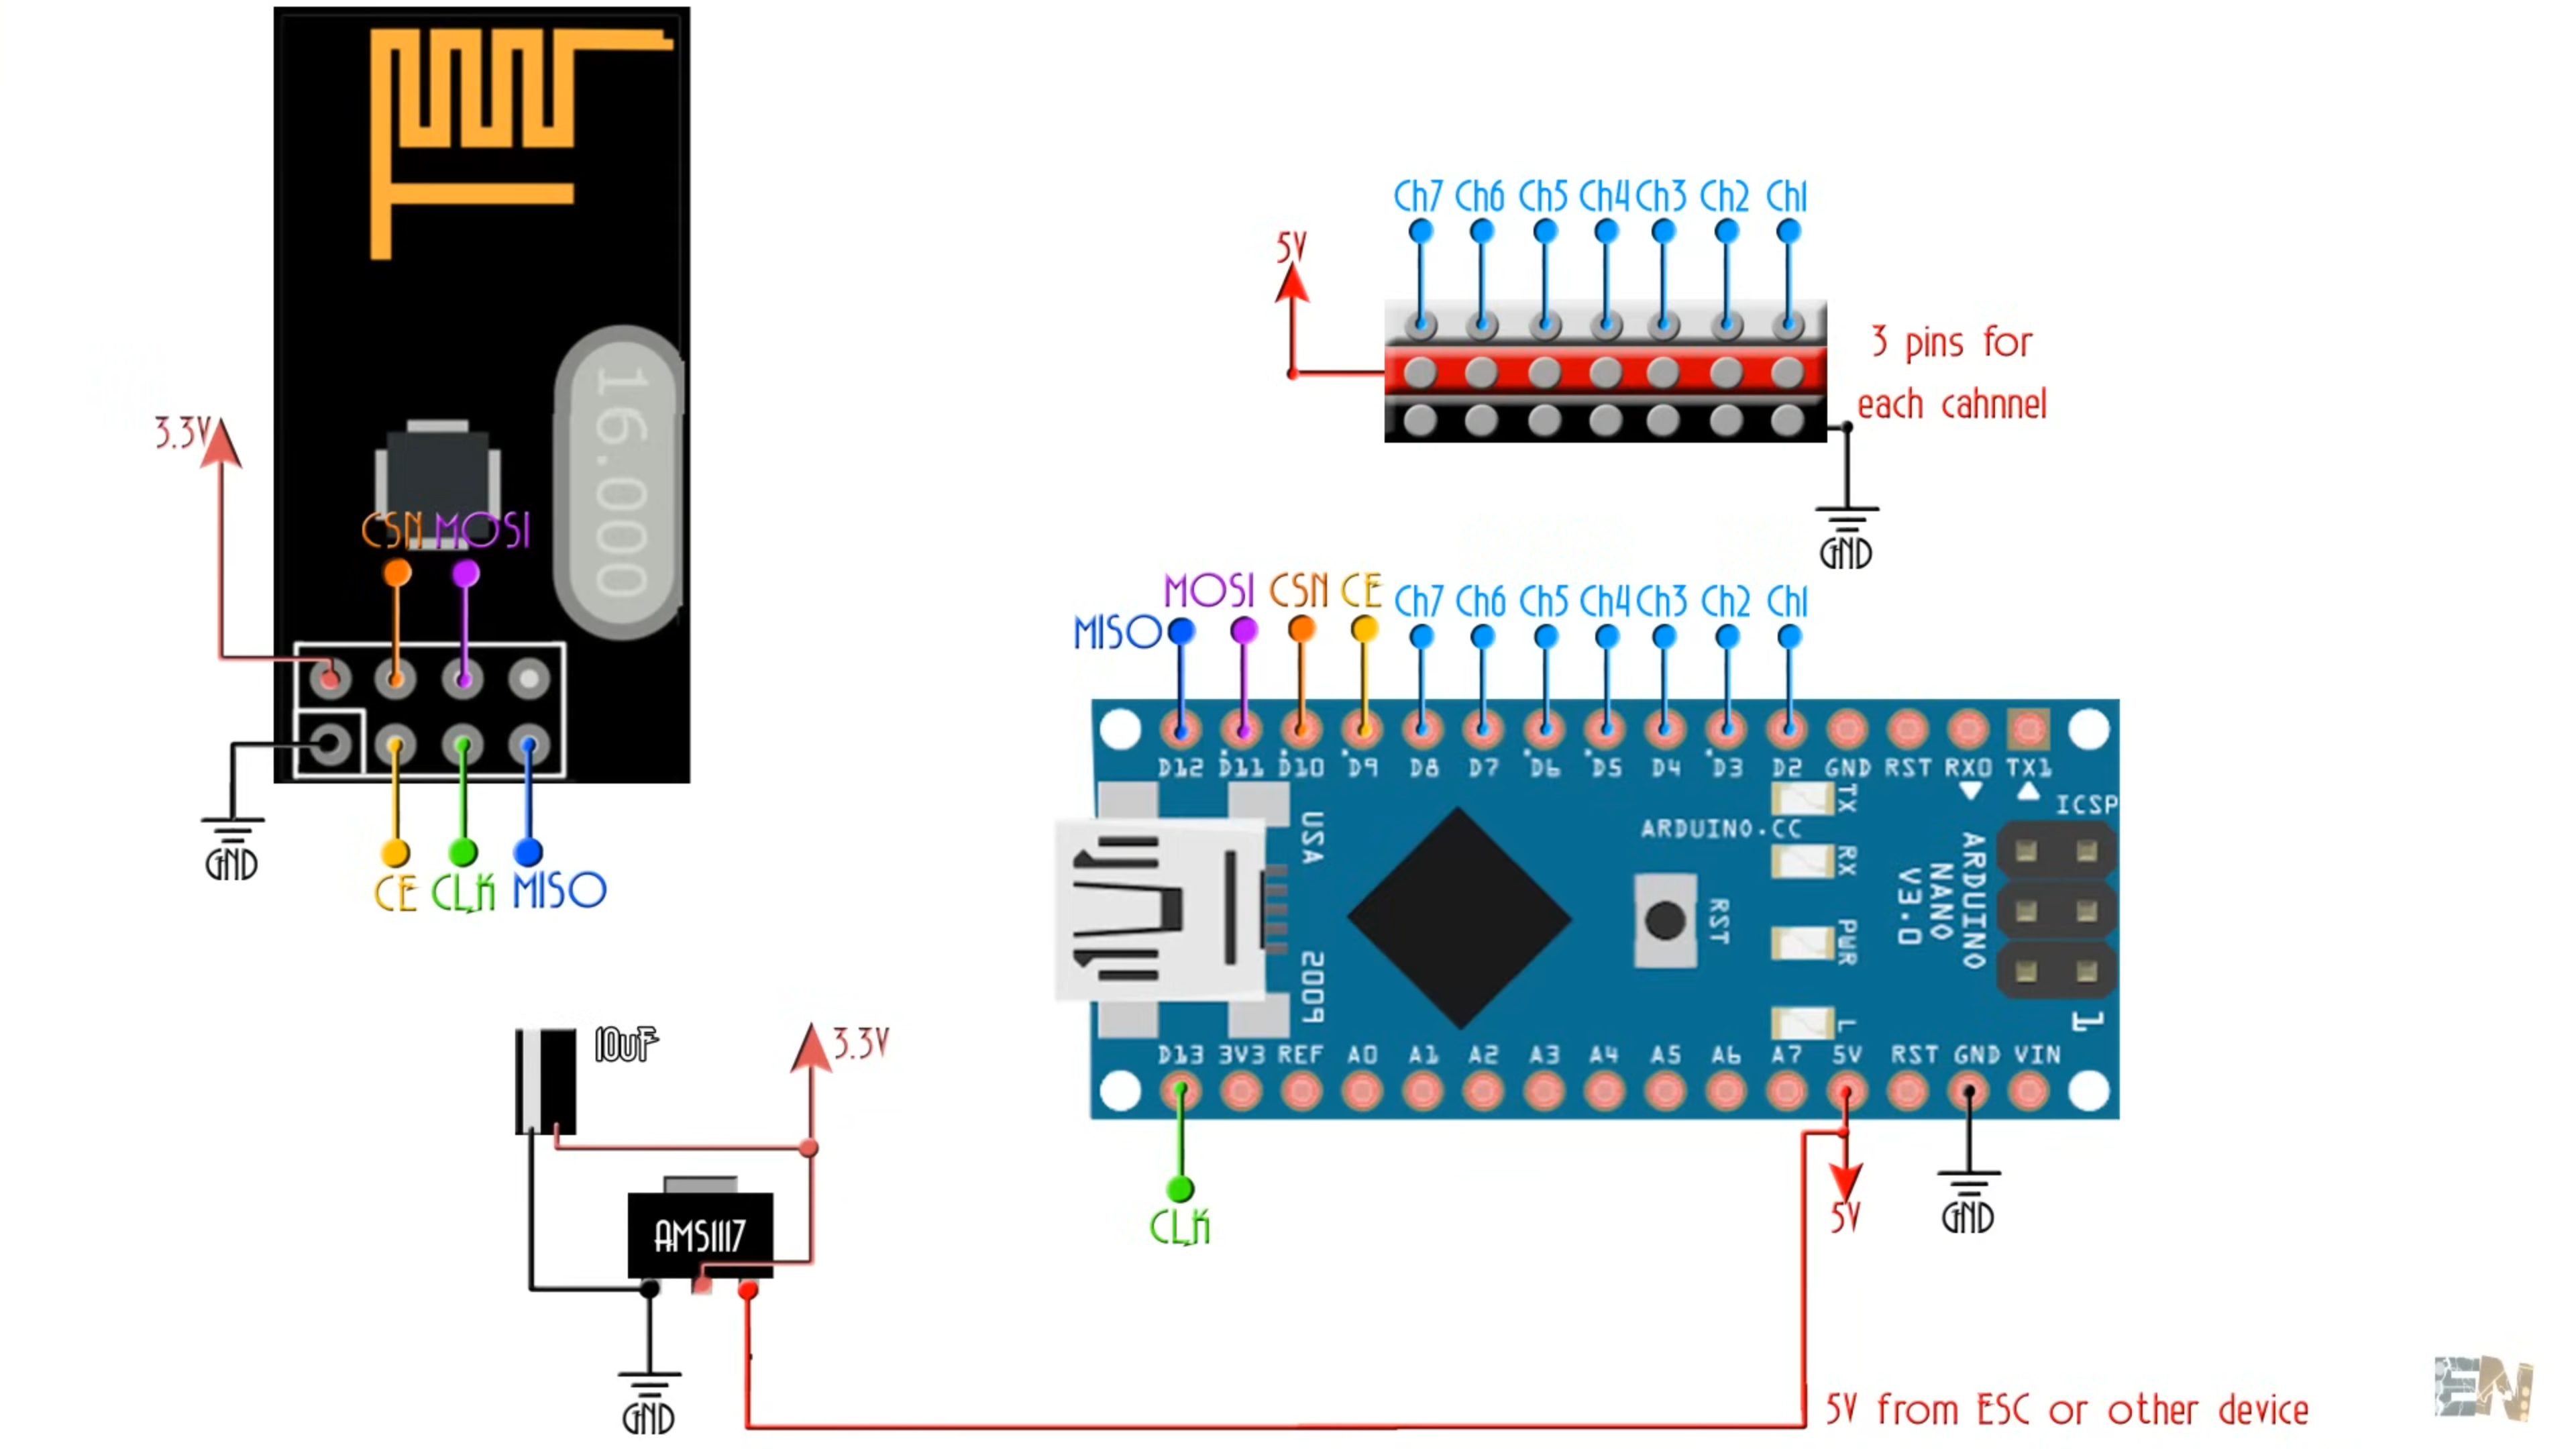 16.000
3.3V
CSN MOSI
GND
CE CLK MISO
Ch7 Ch6 Ch5 Ch4 Ch3 Ch2 Ch1
5V
3 pins for
each cahnnel
GND
MISO MOSI CSN CE Ch7 Ch6 Ch5 Ch4 Ch3 Ch2 Ch1
D12 D11 D10 D9 D8 D7 D6 D5 D4 D3 D2 GND RST RX0 TX1
TX
ICSP
USA
ARDUINO.CC
RX
ARDUINO
NANO
V3.0
RST
PWR
2009
L
1
D13 3V3 REF A0 A1 A2 A3 A4 A5 A6 A7 5V RST GND VIN
CLK
5V
GND
10uF
3.3V
AMS1117
GND
5V from ESC or other device
EN